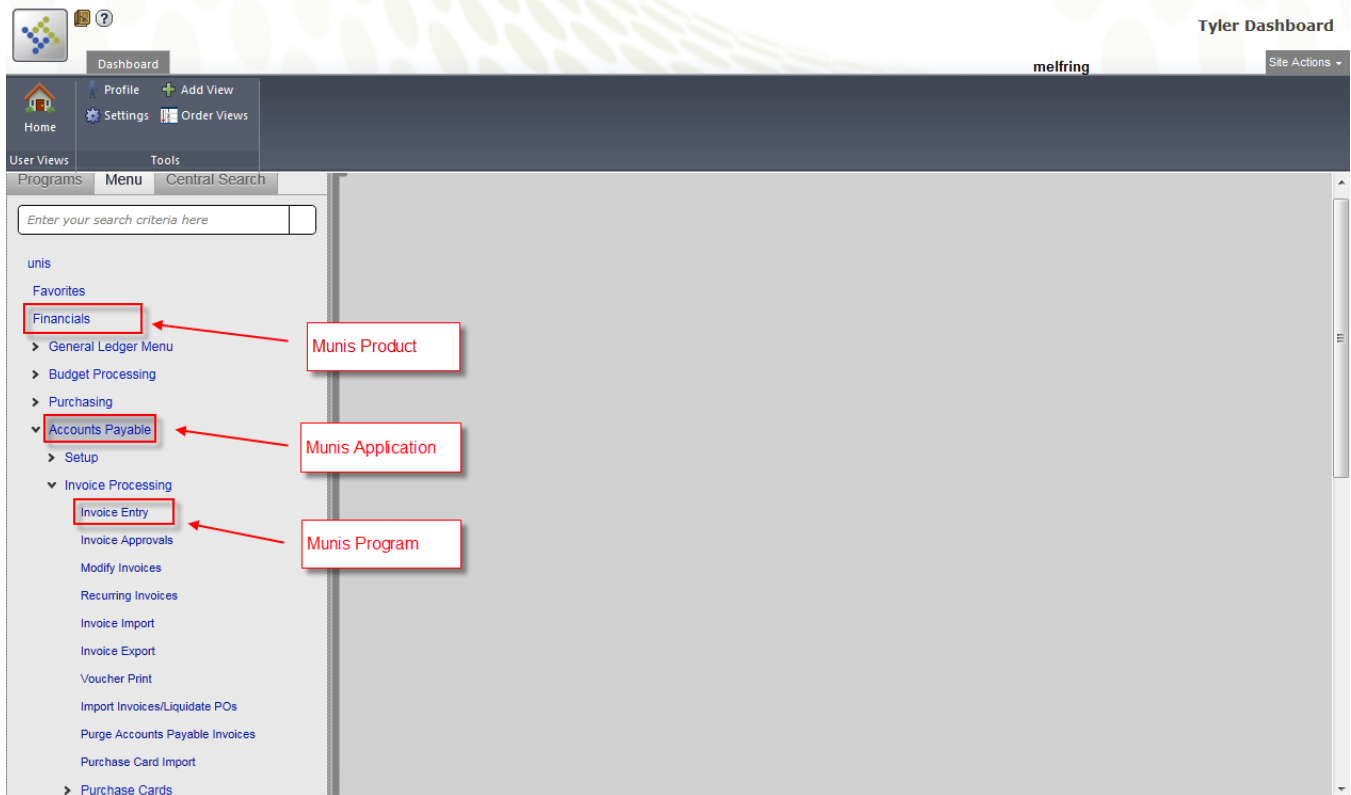 ?
Tyler Dashboard
Dashboard
melfring
Site Actions
Profile
Add View
Settings
Order Views
Home
User Views
Tools
Programs
Menu
Central Search
Enter your search criteria here
unis
Favorites
Financials
Munis Product
General Ledger Menu
Budget Processing
Purchasing
Accounts Payable
Munis Application
Setup
Invoice Processing
Invoice Entry
Munis Program
Invoice Approvals
Modify Invoices
Recurring Invoices
Invoice Import
Invoice Export
Voucher Print
Import Invoices/Liquidate POs
Purge Accounts Payable Invoices
Purchase Card Import
Purchase Cards